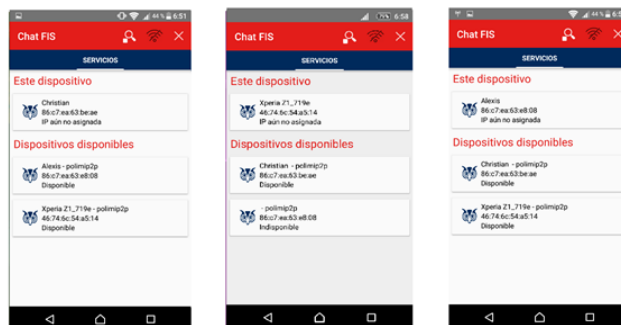 44 % 6:51
Chat FIS
SERVICIOS
Este dispositivo
Christian
86:c7:ea:63:be:ae
IP aún no asignada
Dispositivos disponibles
Alexis - polimip2p
86:c7:ea:63:e8:08
Disponible
Xperia Z1_719e - polimip2p
46:74:6c:54:a5:14
Disponible
6:58
Chat FIS
SERVICIOS
Este dispositivo
Xperia Z1_719e
46:74:6c:54:a5:14
IP aún no asignada
Dispositivos disponibles
Christian - polimip2p
86:c7:ea:63:be:ae
Disponible
- polimip2p
86:c7:ea:63:e8:08
Indisponible
44 %
Chat FIS
SERVICIOS
Este dispositivo
Alexis
86:c7:ea:63:e8:08
IP aún no asignada
Dispositivos disponibles
Christian - polimip2p
86:c7:ea:63:be:ae
Disponible
Xperia Z1_719e - polimip2p
46:74:6c:54:a5:14
Disponible